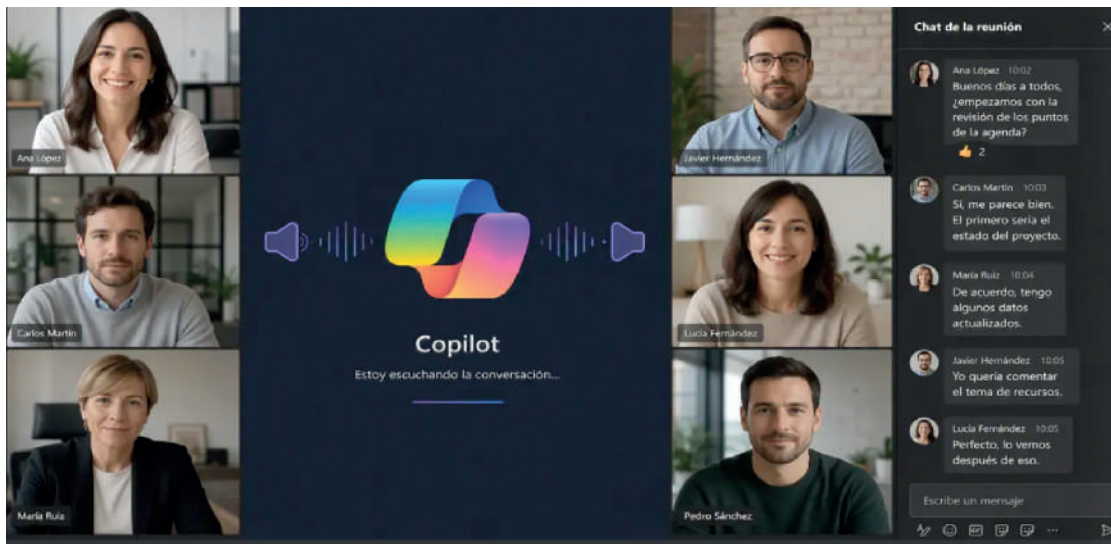 Ana López
Carlos Martín
María Ruiz
Copilot
Estoy escuchando la conversación...
Javier Hernández
Lucía Fernández
Pedro Sánchez
Chat de la reunión
Ana López 10:02
Buenos días a todos,
¿empezamos con la
revisión de los puntos
de la agenda?
👍 2
Carlos Martín 10:03
Sí, me parece bien.
El primero sería el
estado del proyecto.
María Ruiz 10:04
De acuerdo, tengo
algunos datos
actualizados.
Javier Hernández 10:05
Yo quería comentar
el tema de recursos.
Lucía Fernández 10:05
Perfecto, lo vemos
después de eso.
Escribe un mensaje